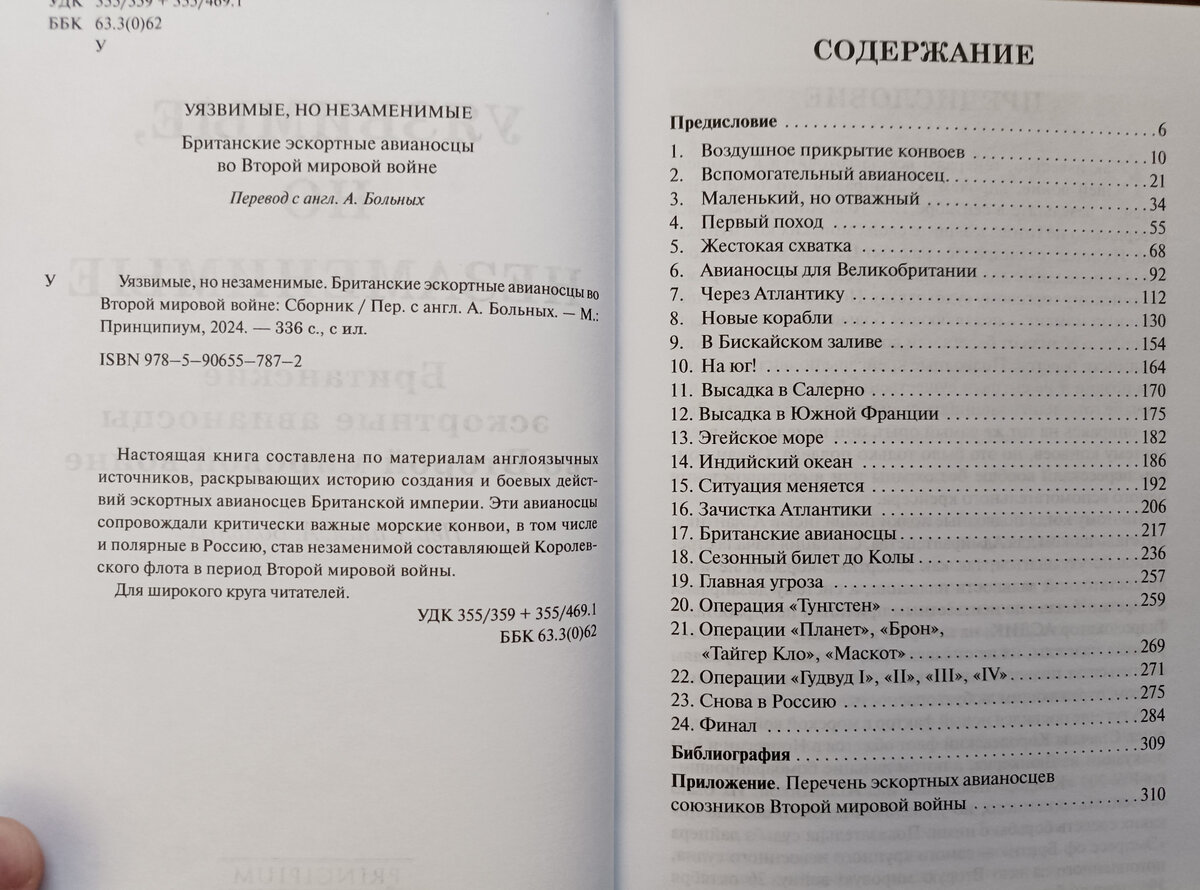 УДК 355/359 + 355/469.1
ББК 63.3(0)62
У
УЯЗВИМЫЕ, НО НЕЗАМЕНИМЫЕ
Британские эскортные авианосцы
во Второй мировой войне
Перевод с англ. А. Больных
У Уязвимые, но незаменимые. Британские эскортные авианосцы во
Второй мировой войне: Сборник / Пер. с англ. А. Больных. — М.:
Принципиум, 2024. — 336 с., с ил.
ISBN 978–5–90655–787–2
Настоящая книга составлена по материалам англоязычных
источников, раскрывающих историю создания и боевых дейст-
вий эскортных авианосцев Британской империи. Эти авианосцы
сопровождали критически важные морские конвои, в том числе
и полярные в Россию, став незаменимой составляющей Королев-
ского флота в период Второй мировой войны.
Для широкого круга читателей.
УДК 355/359 + 355/469.1
ББК 63.3(0)62
СОДЕРЖАНИЕ
Предисловие 6
1. Воздушное прикрытие конвоев 10
2. Вспомогательный авианосец 21
3. Маленький, но отважный 34
4. Первый поход 55
5. Жестокая схватка 68
6. Авианосцы для Великобритании 92
7. Через Атлантику 112
8. Новые корабли 130
9. В Бискайском заливе 154
10. На юг! 164
11. Высадка в Салерно 170
12. Высадка в Южной Франции 175
13. Эгейское море 182
14. Индийский океан 186
15. Ситуация меняется 192
16. Зачистка Атлантики 206
17. Британские авианосцы 217
18. Сезонный билет до Колы 236
19. Главная угроза 257
20. Операция «Тунгстен» 259
21. Операции «Планет», «Брон»,
«Тайгер Кло», «Маскот» 269
22. Операции «Гудвуд I», «II», «III», «IV» 271
23. Снова в Россию 275
24. Финал 284
Библиография 309
Приложение. Перечень эскортных авианосцев
союзников Второй мировой войны 310